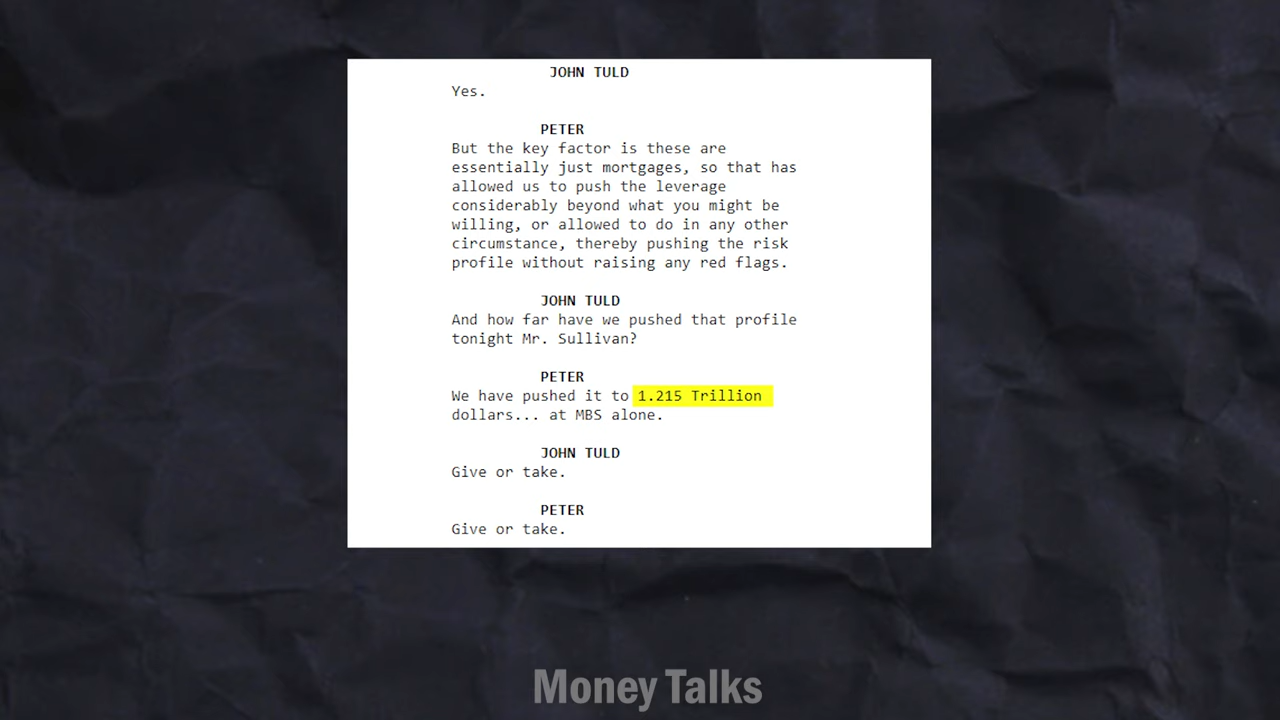 JOHN TULD
Yes.
PETER
But the key factor is these are
essentially just mortgages, so that has
allowed us to push the leverage
considerably beyond what you might be
willing, or allowed to do in any other
circumstance, thereby pushing the risk
profile without raising any red flags.
JOHN TULD
And how far have we pushed that profile
tonight Mr. Sullivan?
PETER
We have pushed it to 1.215 Trillion
dollars... at MBS alone.
JOHN TULD
Give or take.
PETER
Give or take.
Money Talks